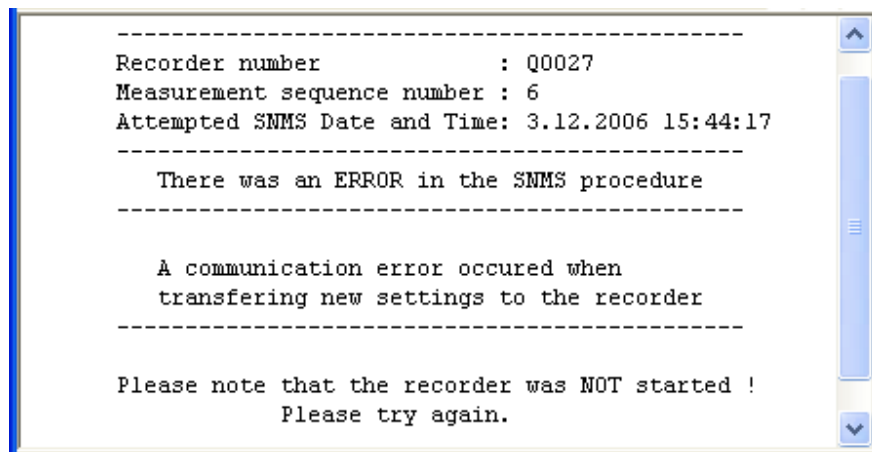 ----------------------------------------------
Recorder number             : Q0027
Measurement sequence number : 6
Attempted SNMS Date and Time: 3.12.2006 15:44:17
----------------------------------------------
There was an ERROR in the SNMS procedure
----------------------------------------------
A communication error occured when
transfering new settings to the recorder
----------------------------------------------
Please note that the recorder was NOT started !
Please try again.